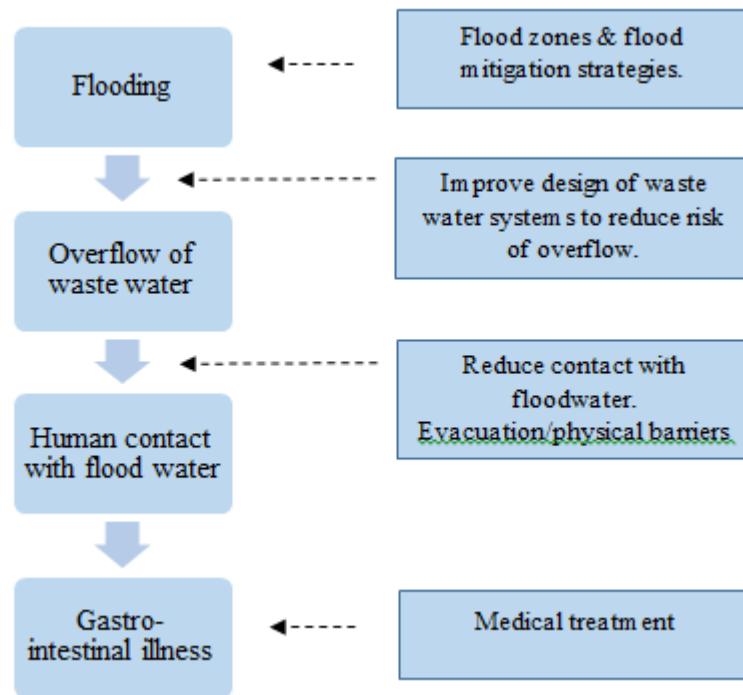 Flooding
Flood zones & flood
mitigation strategies.
Improve design of waste
water systems to reduce risk
of overflow.
Overflow of
waste water
Reduce contact with
floodwater.
Evacuation/physical barriers
Human contact
with flood water
Gastro-
intestinal illness
Medical treatment